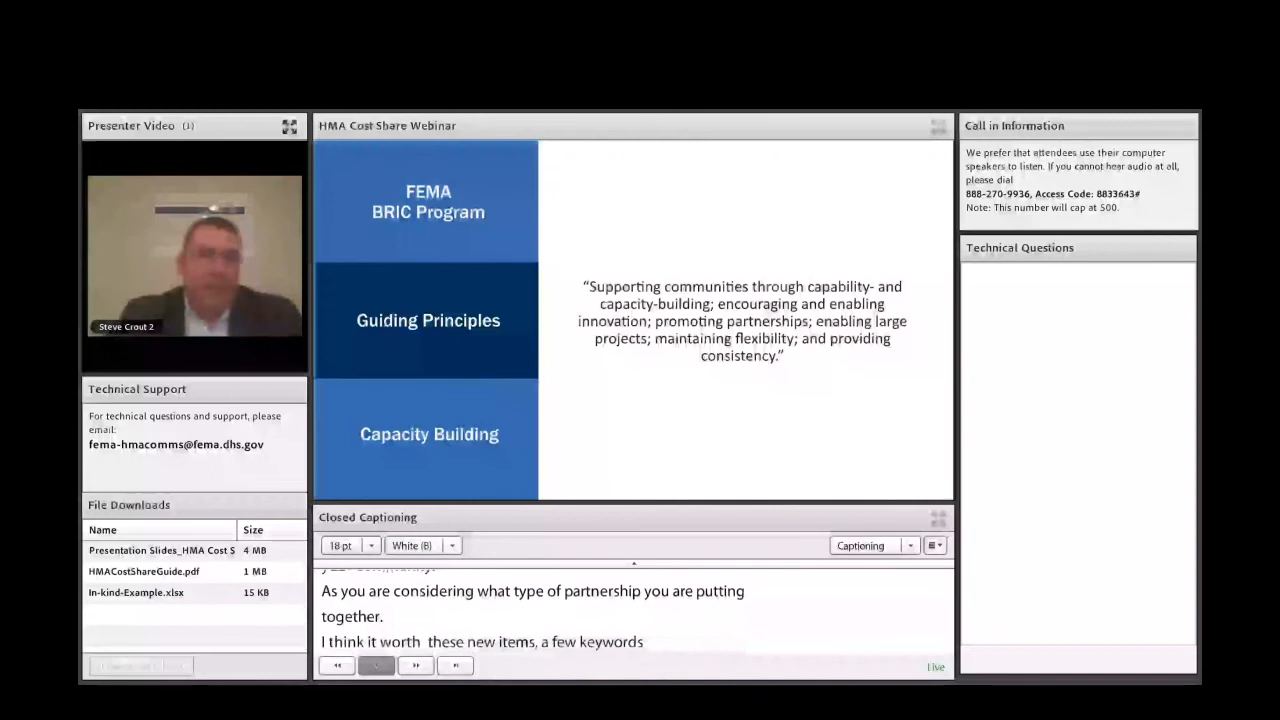 Presenter Video (1)
Steve Crout 2
Technical Support
For technical questions and support, please
email:
fema-hmacomms@fema.dhs.gov
File Downloads
Name Size
Presentation Slides_HMA Cost S 4 MB
HMACostShareGuide.pdf 1 MB
In-kind-Example.xlsx 15 KB
HMA Cost Share Webinar
FEMA
BRIC Program
Guiding Principles
Capacity Building
“Supporting communities through capability- and
capacity-building; encouraging and enabling
innovation; promoting partnerships; enabling large
projects; maintaining flexibility; and providing
consistency.”
Closed Captioning
18 pt White (B) Captioning
As you are considering what type of partnership you are putting
together.
I think it worth these new items, a few keywords
Live
Call in Information
We prefer that attendees use their computer
speakers to listen. If you cannot hear audio at all,
please dial
888-270-9936, Access Code: 8833643#
Note: This number will cap at 500.
Technical Questions